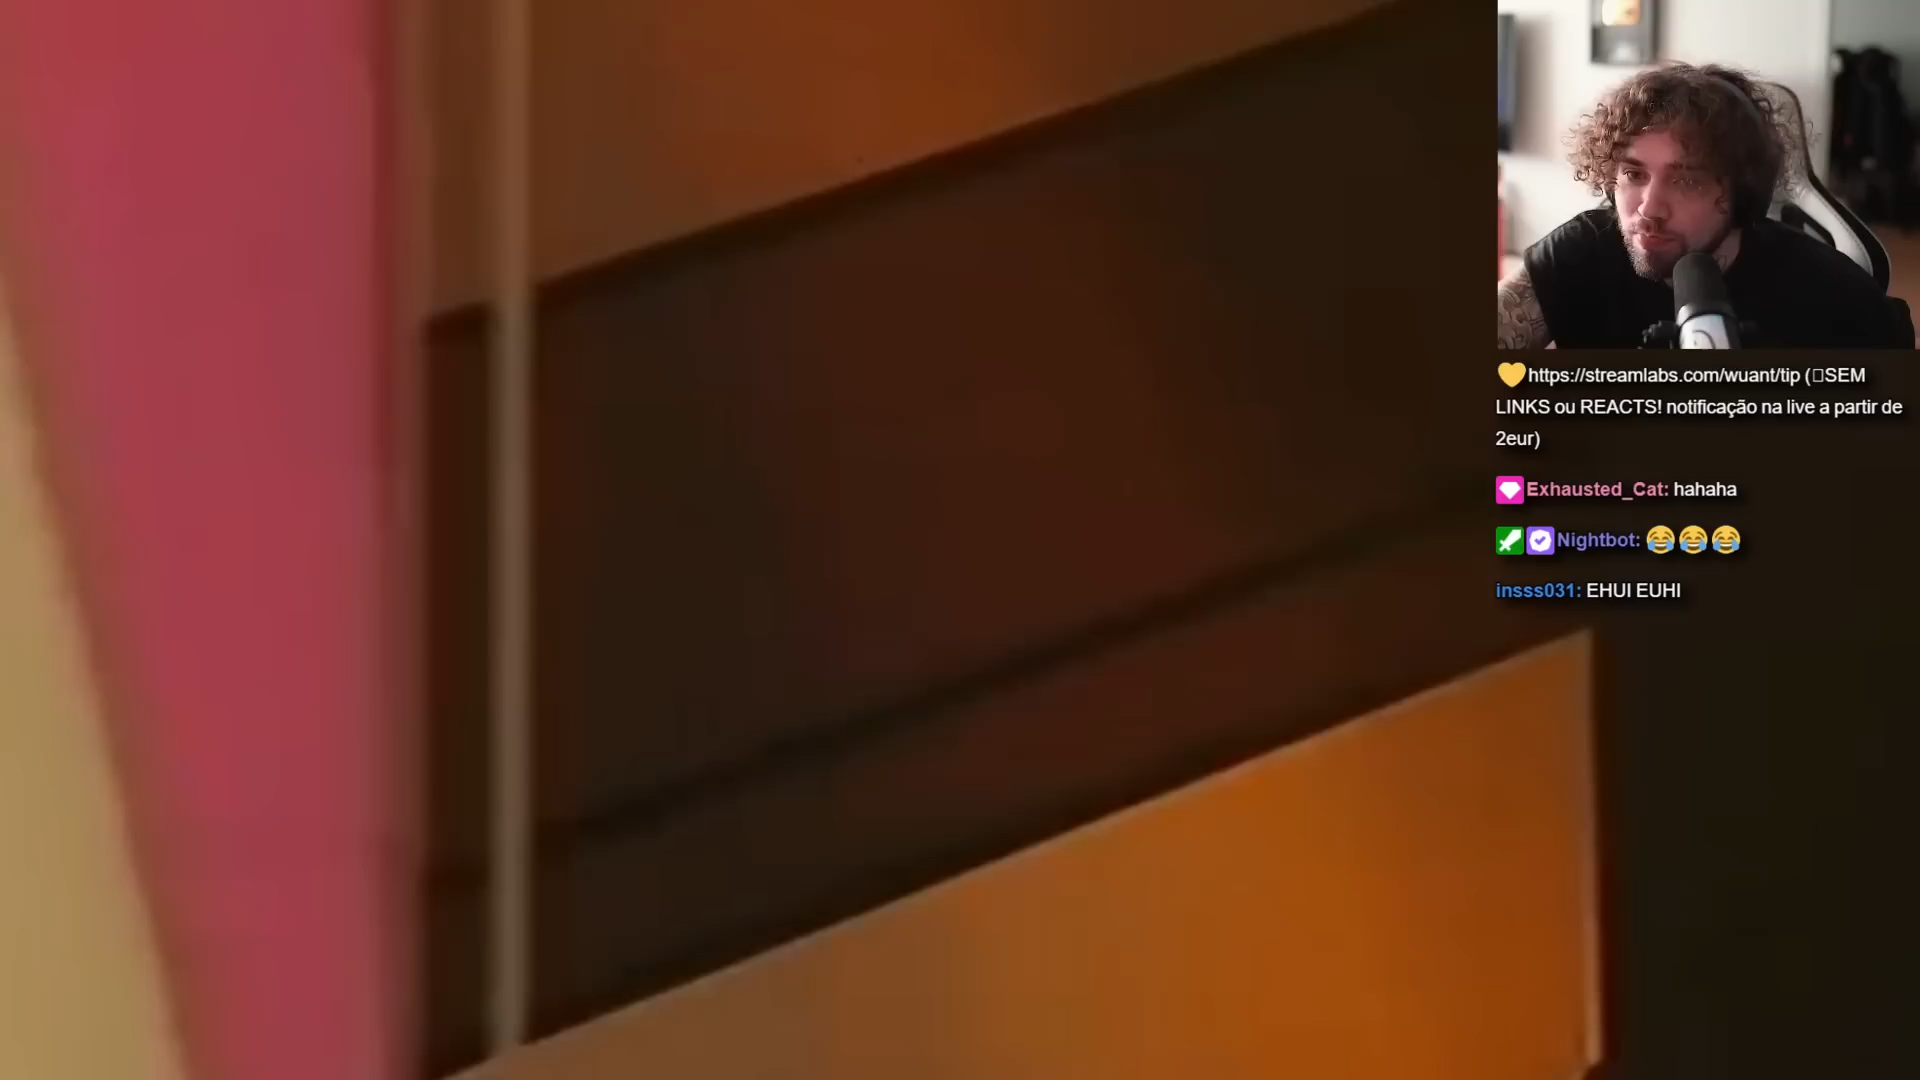 💛https://streamlabs.com/wuant/tip (▯SEM
LINKS ou REACTS! notificação na live a partir de
2eur)
Exhausted_Cat: hahaha
Nightbot: 😂😂😂
insss031: EHUI EUHI